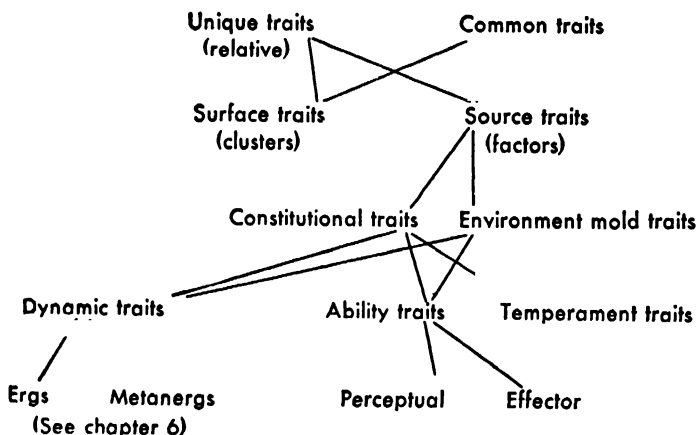 Unique traits
(relative)
Common traits
Surface traits
(clusters)
Source traits
(factors)
Constitutional traits
Environment mold traits
Dynamic traits
Ability traits
Temperament traits
Ergs
Metanergs
(See chapter 6)
Perceptual
Effector